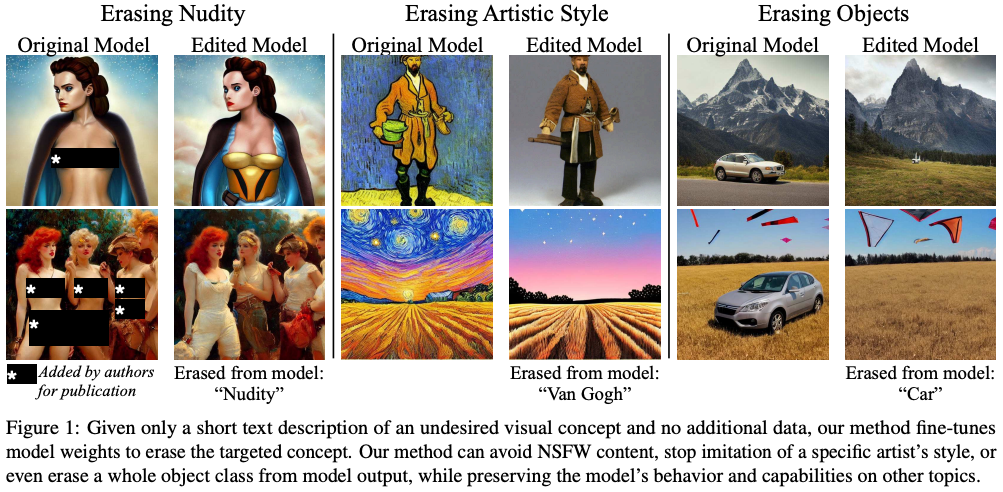 Erasing Nudity
Erasing Artistic Style
Erasing Objects
Original Model
Edited Model
Original Model
Edited Model
Original Model
Edited Model
*
*
*
*
*
*
* Added by authors
for publication
Erased from model:
“Nudity”
Erased from model:
“Van Gogh”
Erased from model:
“Car”
Figure 1: Given only a short text description of an undesired visual concept and no additional data, our method fine-tunes
model weights to erase the targeted concept. Our method can avoid NSFW content, stop imitation of a specific artist’s style, or
even erase a whole object class from model output, while preserving the model’s behavior and capabilities on other topics.